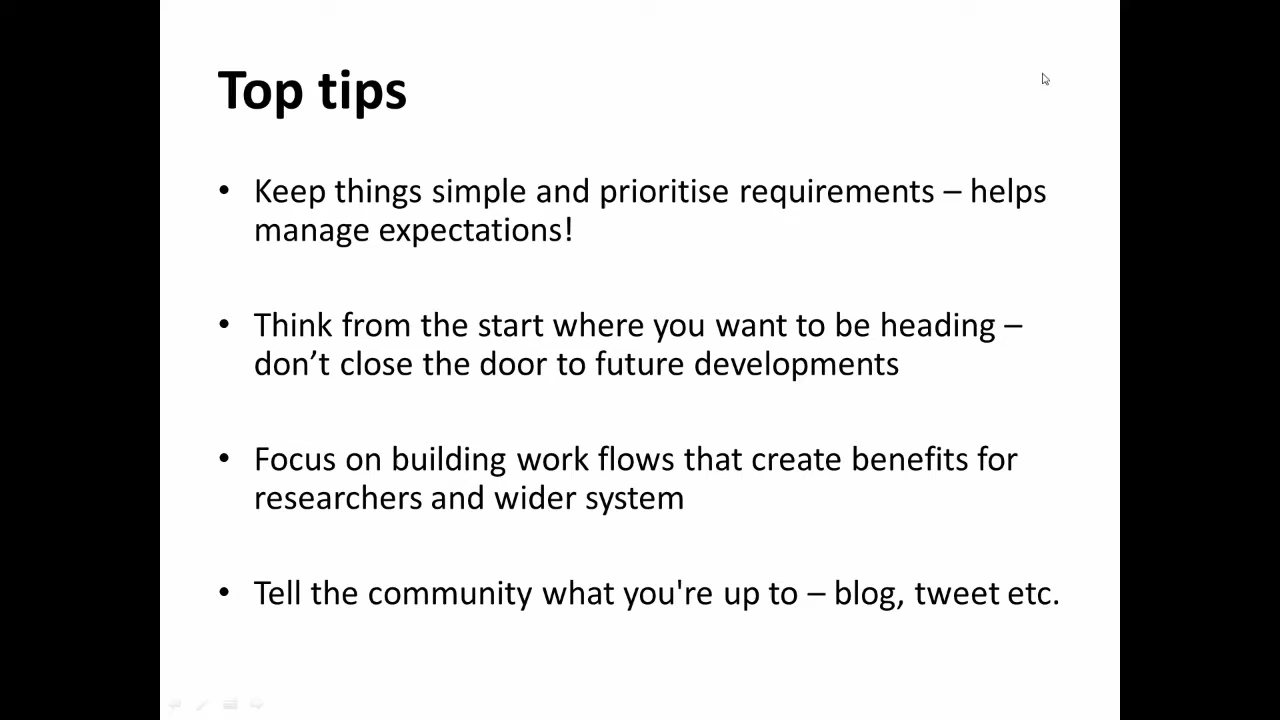 Top tips
• Keep things simple and prioritise requirements – helps
manage expectations!
• Think from the start where you want to be heading –
don’t close the door to future developments
• Focus on building work flows that create benefits for
researchers and wider system
• Tell the community what you're up to – blog, tweet etc.